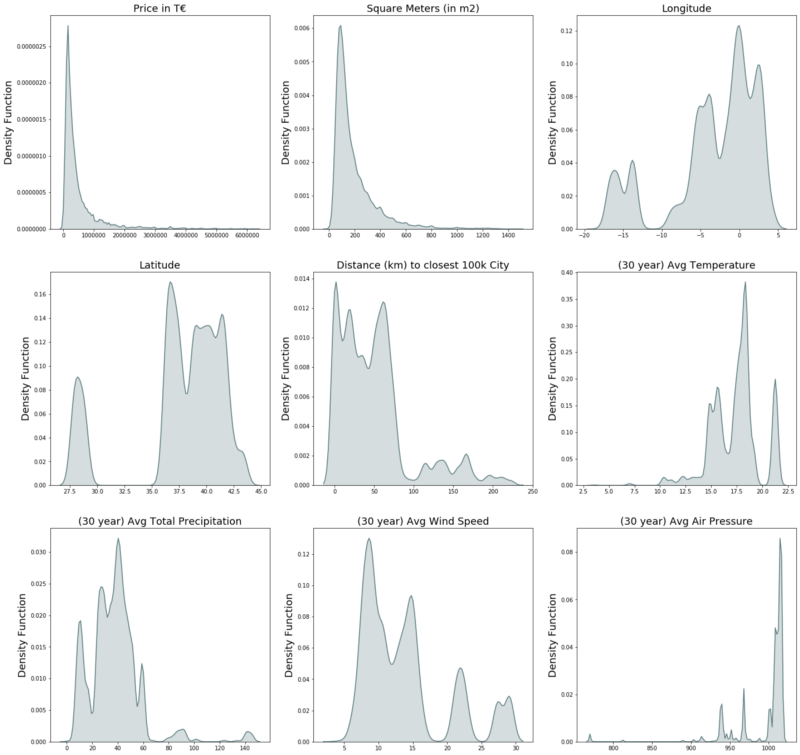 Price in T€
Density Function
0.0000025
0.0000020
0.0000015
0.0000010
0.0000005
0.0000000
0 1000000 2000000 3000000 4000000 5000000 6000000
Square Meters (in m2)
Density Function
0.006
0.005
0.004
0.003
0.002
0.001
0.000
0 200 400 600 800 1000 1200 1400
Longitude
Density Function
0.12
0.10
0.08
0.06
0.04
0.02
0.00
−20 −15 −10 −5 0 5
Latitude
Density Function
0.16
0.14
0.12
0.10
0.08
0.06
0.04
0.02
0.00
27.5 30.0 32.5 35.0 37.5 40.0 42.5 45.0
Distance (km) to closest 100k City
Density Function
0.014
0.012
0.010
0.008
0.006
0.004
0.002
0.000
0 50 100 150 200 250
(30 year) Avg Temperature
Density Function
0.40
0.35
0.30
0.25
0.20
0.15
0.10
0.05
0.00
2.5 5.0 7.5 10.0 12.5 15.0 17.5 20.0 22.5
(30 year) Avg Total Precipitation
Density Function
0.030
0.025
0.020
0.015
0.010
0.005
0.000
0 20 40 60 80 100 120 140
(30 year) Avg Wind Speed
Density Function
0.12
0.10
0.08
0.06
0.04
0.02
0.00
5 10 15 20 25 30
(30 year) Avg Air Pressure
Density Function
0.08
0.06
0.04
0.02
0.00
800 850 900 950 1000